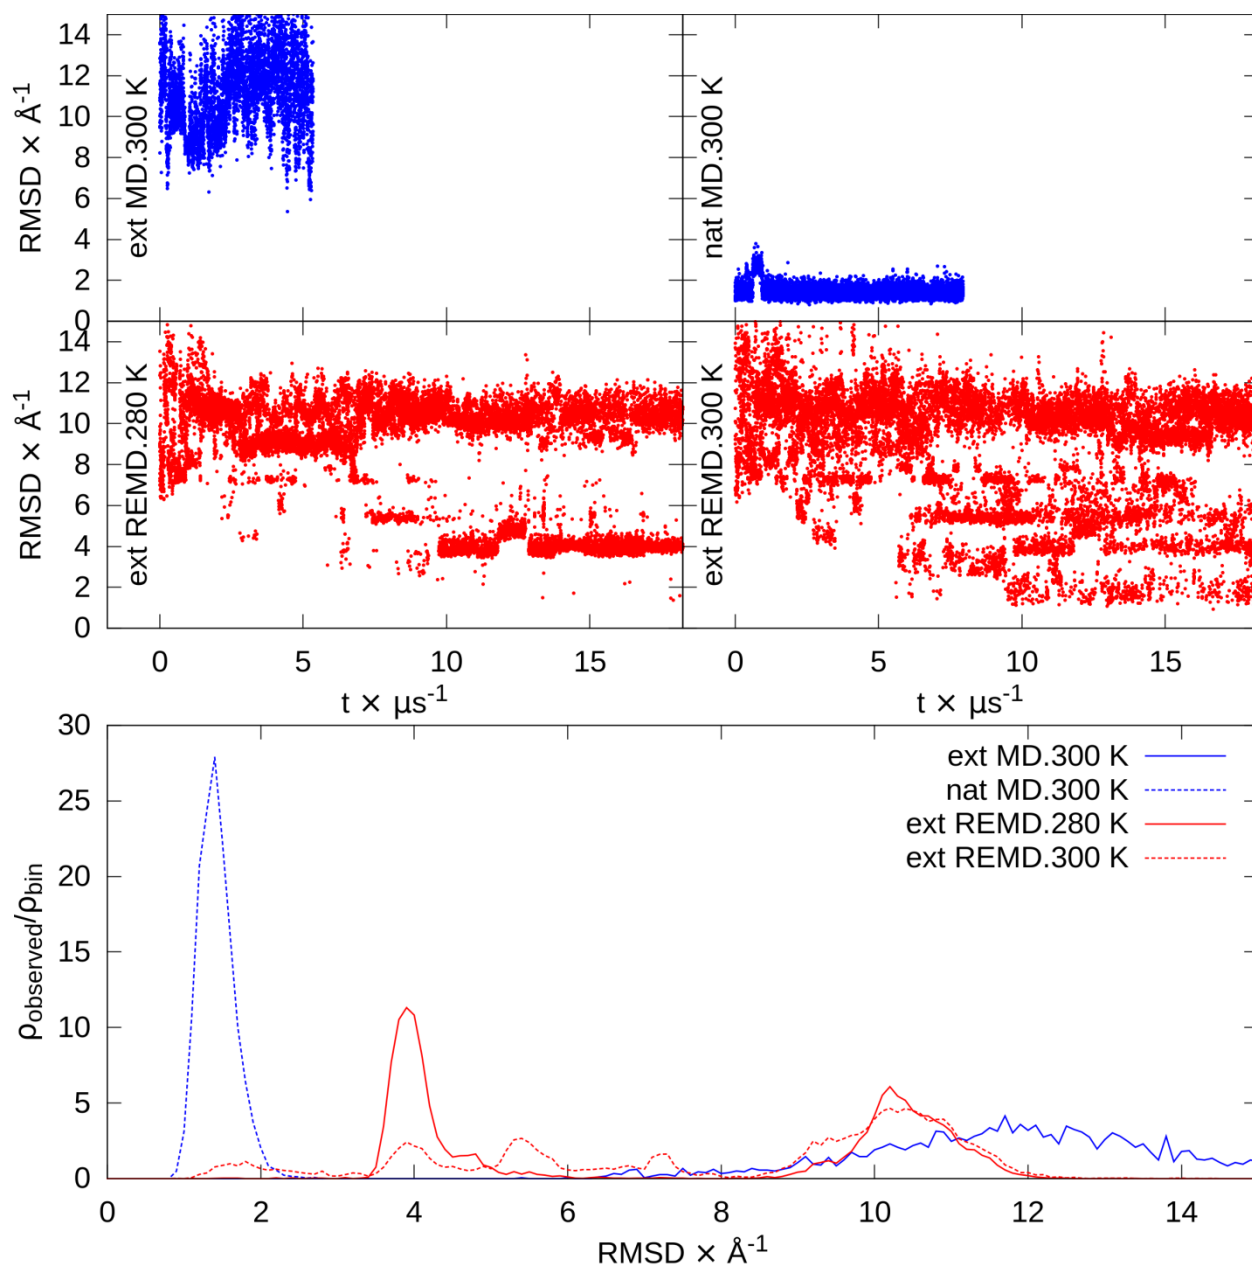 14
12
10
8
6
4
2
0
RMSD × Å-1
ext MD.300 K
nat MD.300 K
14
12
10
8
6
4
2
0
RMSD × Å-1
ext REMD.280 K
ext REMD.300 K
0 5 10 15
0 5 10 15
t × µs-1
t × µs-1
30
25
20
15
10
5
0
ρobserved/ρbin
ext MD.300 K
nat MD.300 K
ext REMD.280 K
ext REMD.300 K
0 2 4 6 8 10 12 14
RMSD × Å-1